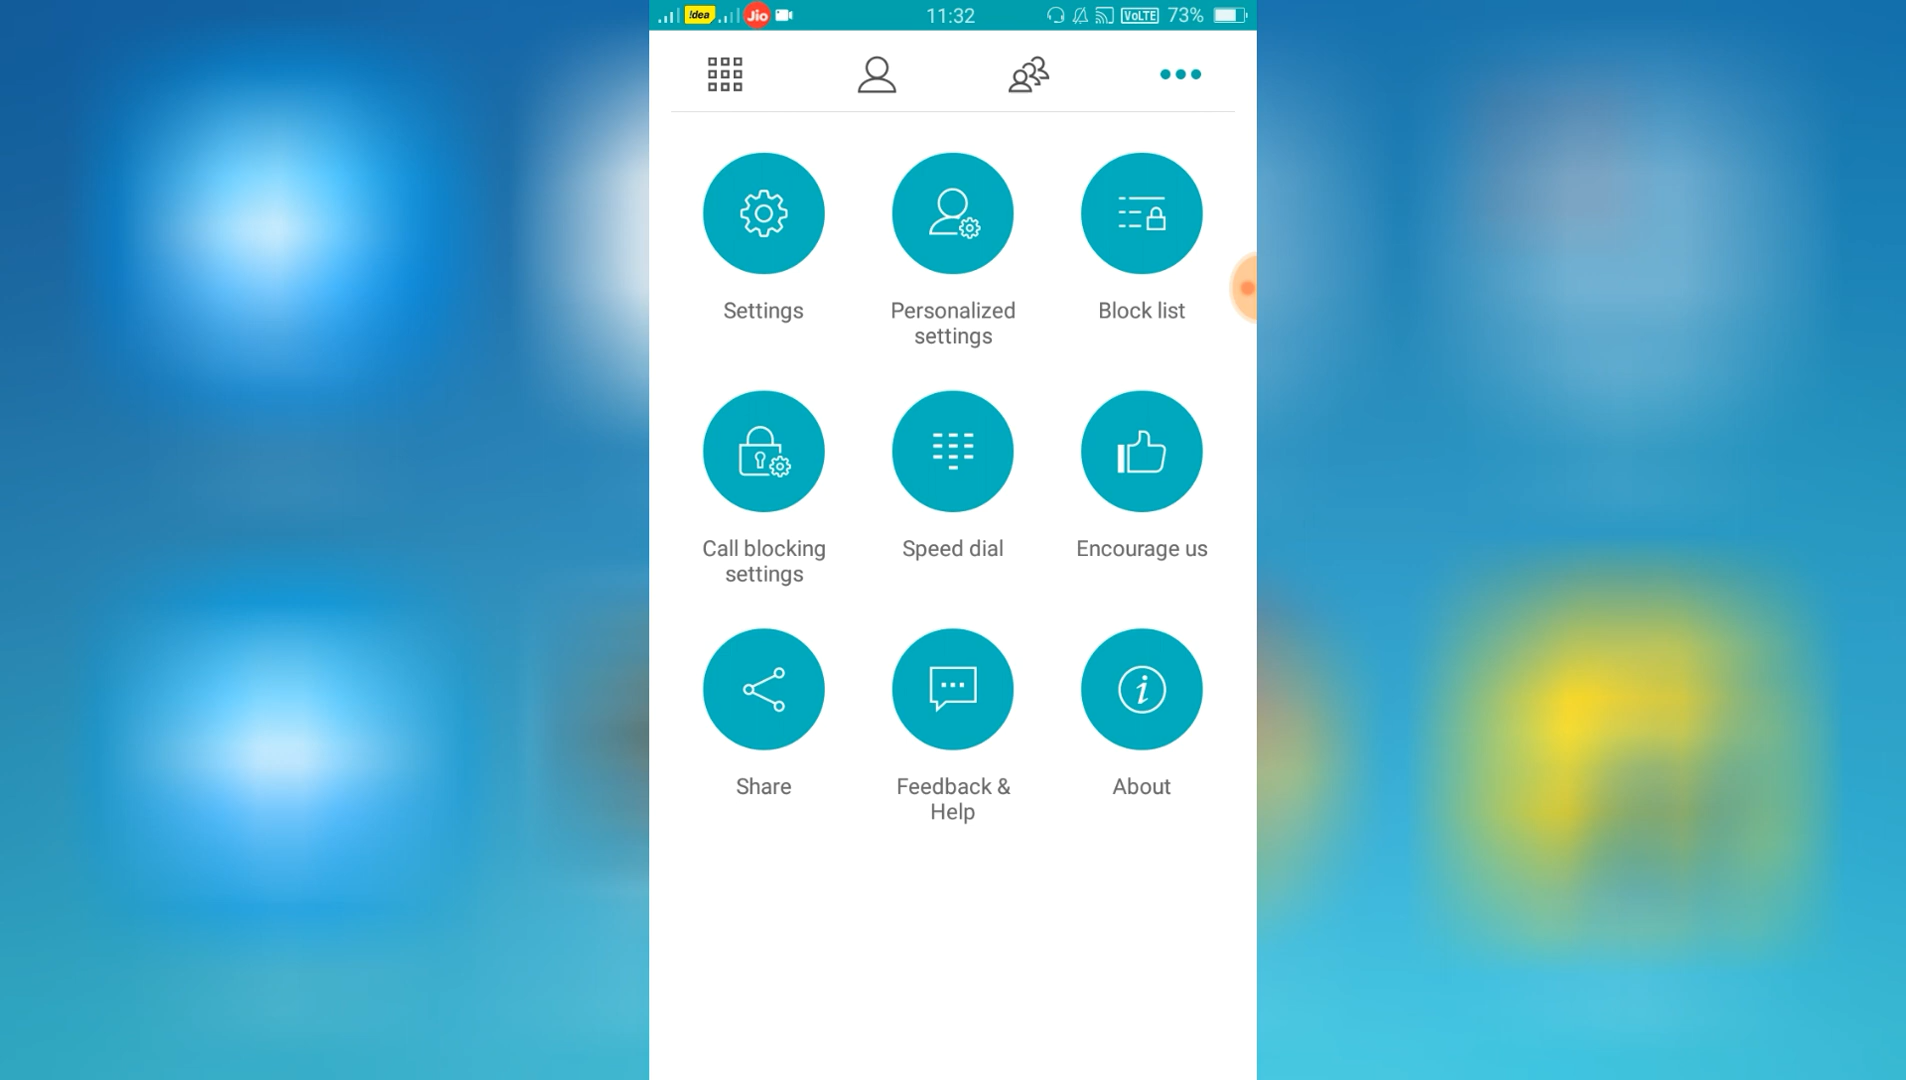 !dea Jio 11:32 VoLTE 73%
Settings
Personalized
settings
Block list
Call blocking
settings
Speed dial
Encourage us
Share
Feedback &
Help
About